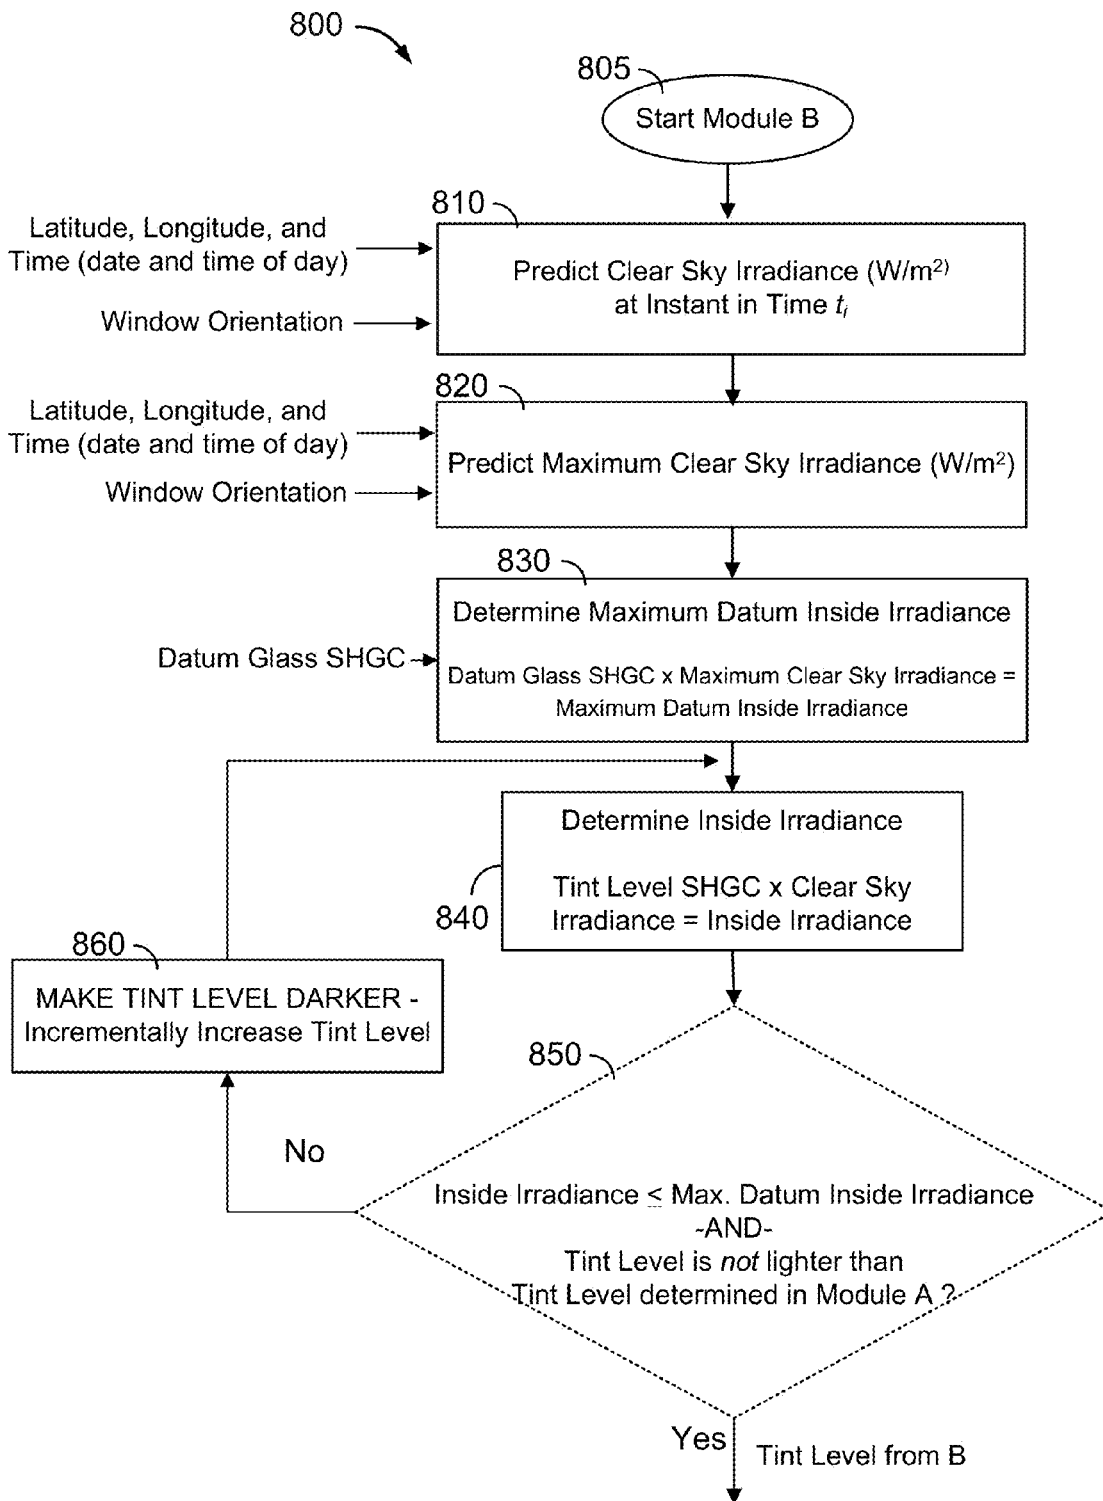 800
805
Start Module B
810
Latitude, Longitude, and
Time (date and time of day)
Window Orientation
Predict Clear Sky Irradiance (W/m²⁾
at Instant in Time tᵢ
820
Latitude, Longitude, and
Time (date and time of day)
Window Orientation
Predict Maximum Clear Sky Irradiance (W/m²)
830
Determine Maximum Datum Inside Irradiance
Datum Glass SHGC
Datum Glass SHGC x Maximum Clear Sky Irradiance =
Maximum Datum Inside Irradiance
Determine Inside Irradiance
840
Tint Level SHGC x Clear Sky
Irradiance = Inside Irradiance
860
MAKE TINT LEVEL DARKER -
Incrementally Increase Tint Level
850
No
Inside Irradiance ≤ Max. Datum Inside Irradiance
-AND-
Tint Level is not lighter than
Tint Level determined in Module A ?
Yes
Tint Level from B